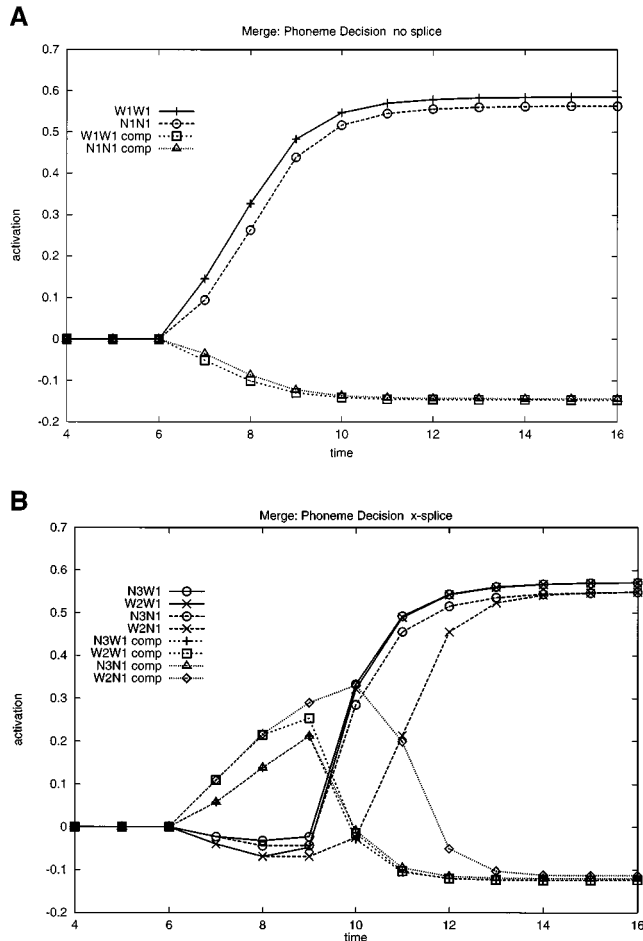 A
Merge: Phoneme Decision no splice
0.7
0.6
0.5
0.4
0.3
0.2
0.1
0
-0.1
-0.2
activation
W1W1
N1N1
W1W1 comp
N1N1 comp
4 6 8 10 12 14 16
time
B
Merge: Phoneme Decision x-splice
0.7
0.6
0.5
0.4
0.3
0.2
0.1
0
-0.1
-0.2
activation
N3W1
W2W1
N3N1
W2N1
N3W1 comp
W2W1 comp
N3N1 comp
W2N1 comp
4 6 8 10 12 14 16
time